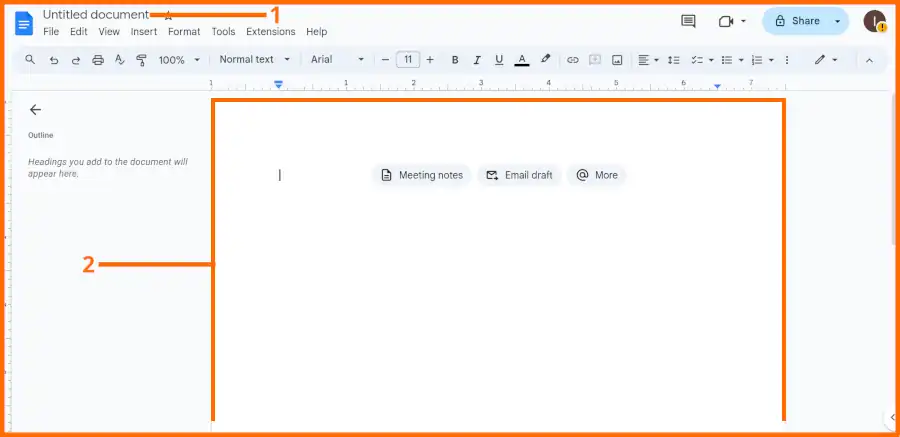 Untitled document 1
File Edit View Insert Format Tools Extensions Help
Share
100% Normal text Arial 11 B I U A
1 1 2 3 4 5 6 7
Outline
Headings you add to the document will
appear here.
Meeting notes Email draft More
2